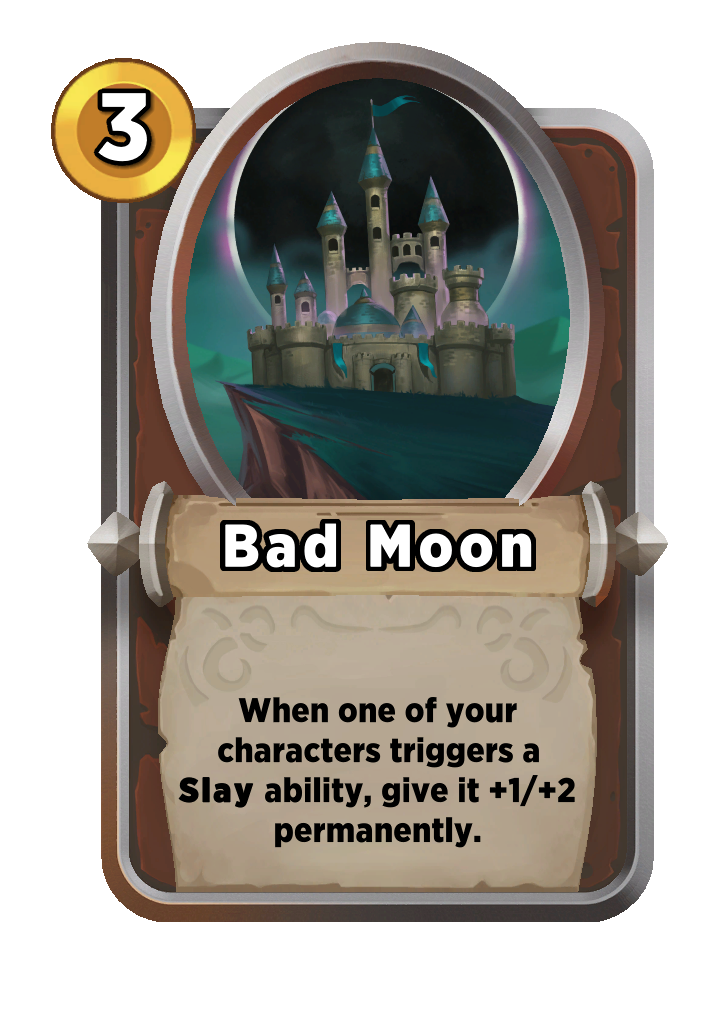 3
Bad Moon
When one of your
characters triggers a
Slay ability, give it +1/+2
permanently.